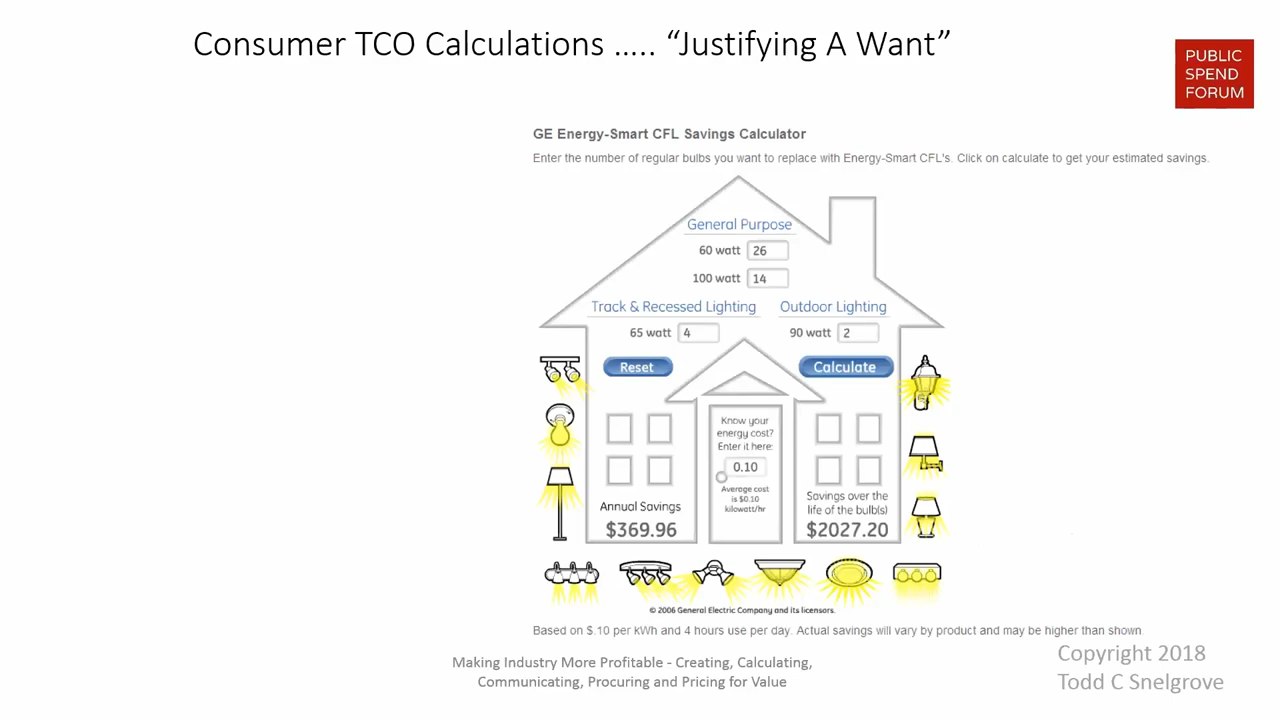 Consumer TCO Calculations ..... “Justifying A Want”
PUBLIC
SPEND
FORUM
GE Energy-Smart CFL Savings Calculator
Enter the number of regular bulbs you want to replace with Energy-Smart CFL's. Click on calculate to get your estimated savings.
General Purpose
60 watt 26
100 watt 14
Track & Recessed Lighting
65 watt 4
Outdoor Lighting
90 watt 2
Reset
Calculate
Know your
energy cost?
Enter it here:
0.10
Average cost
is $0.10
kilowatt/hr
Annual Savings
$369.96
Savings over the
life of the bulb(s)
$2027.20
© 2006 General Electric Company and its licensors.
Based on $.10 per kWh and 4 hours use per day. Actual savings will vary by product and may be higher than shown.
Making Industry More Profitable - Creating, Calculating,
Communicating, Procuring and Pricing for Value
Copyright 2018
Todd C Snelgrove